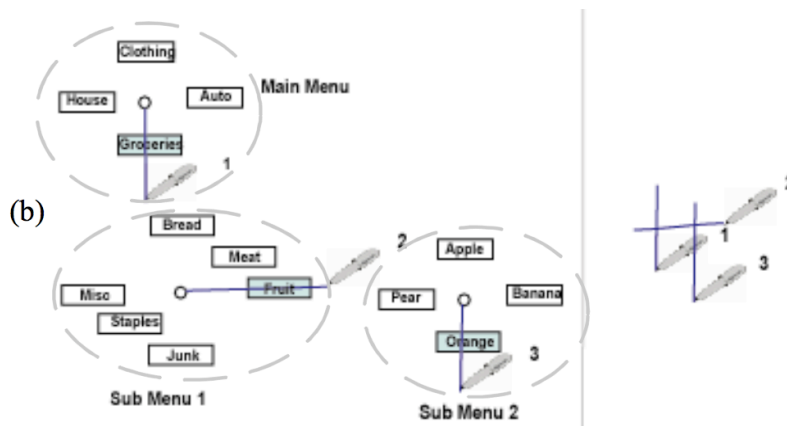 Clothing
House
Auto
Main Menu
Groceries
1
(b)
Bread
Meat
Fruit
2
Misc
Staples
Junk
Sub Menu 1
Apple
Pear
Banana
Orange
3
Sub Menu 2
2
1
3